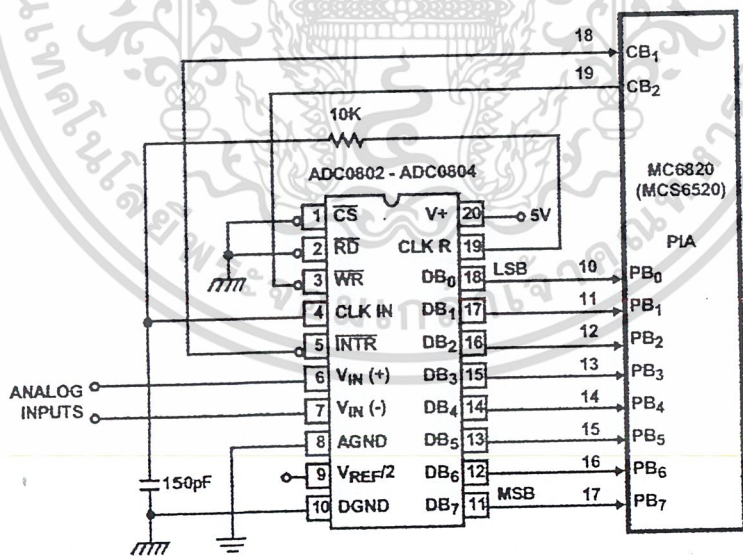 18
CB1
19
CB2
10K
ADC0802 - ADC0804
MC6820
(MCS6520)
PIA
1 CS V+ 20 5V
2 RD CLK R 19
3 WR DB0 18 LSB 10 PB0
4 CLK IN DB1 17 11 PB1
5 INTR DB2 16 12 PB2
6 VIN (+) DB3 15 13 PB3
ANALOG
INPUTS
7 VIN (-) DB4 14 14 PB4
8 AGND DB5 13 15 PB5
9 VREF/2 DB6 12 16 PB6
10 DGND DB7 11 MSB 17 PB7
150pF